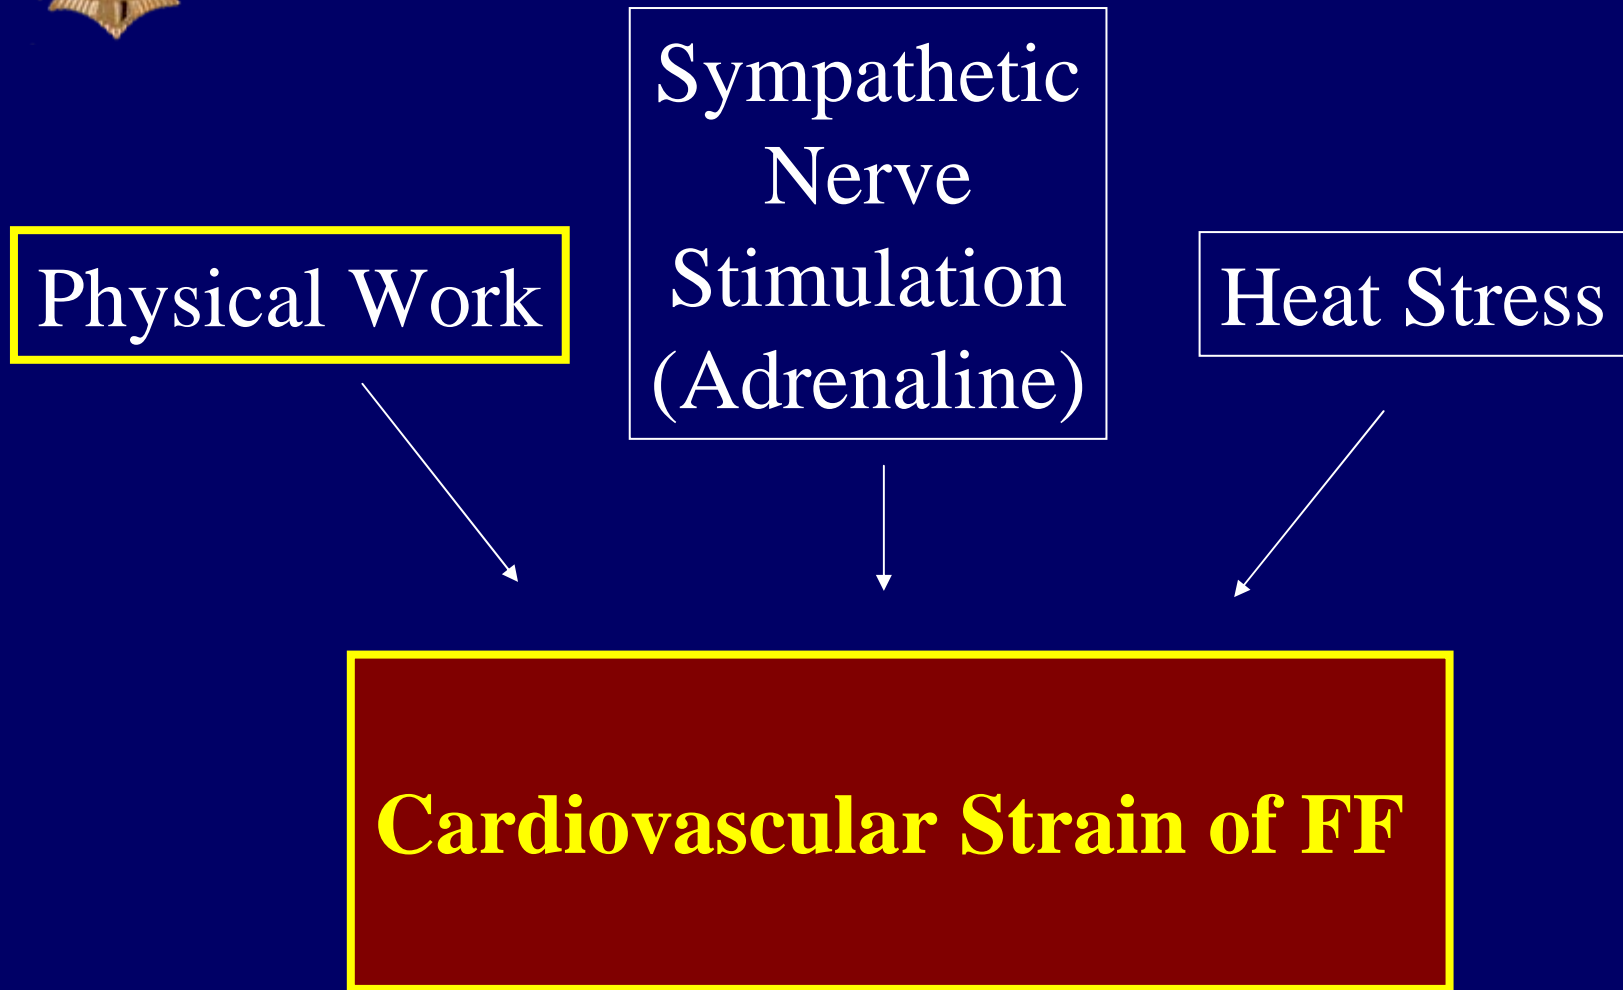 Sympathetic
Nerve
Stimulation
(Adrenaline)
Physical Work
Heat Stress
Cardiovascular Strain of FF